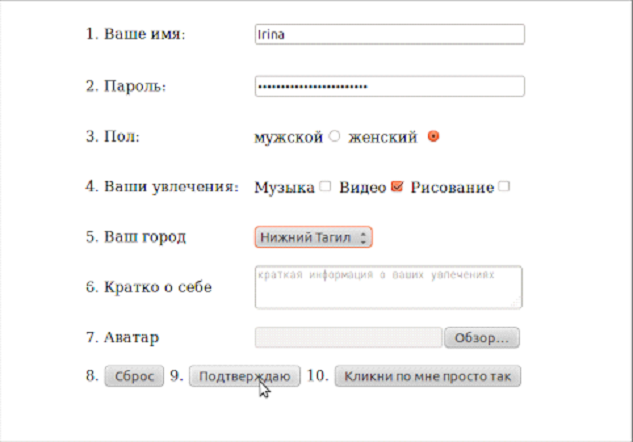 1. Ваше имя: Irina
2. Пароль: ••••••••••••••••••••••••
3. Пол: мужской женский
4. Ваши увлечения: Музыка Видео Рисование
5. Ваш город Нижний Тагил
6. Кратко о себе краткая информация о ваших увлечениях
7. Аватар Обзор...
8. Сброс 9. Подтверждаю 10. Кликни по мне просто так